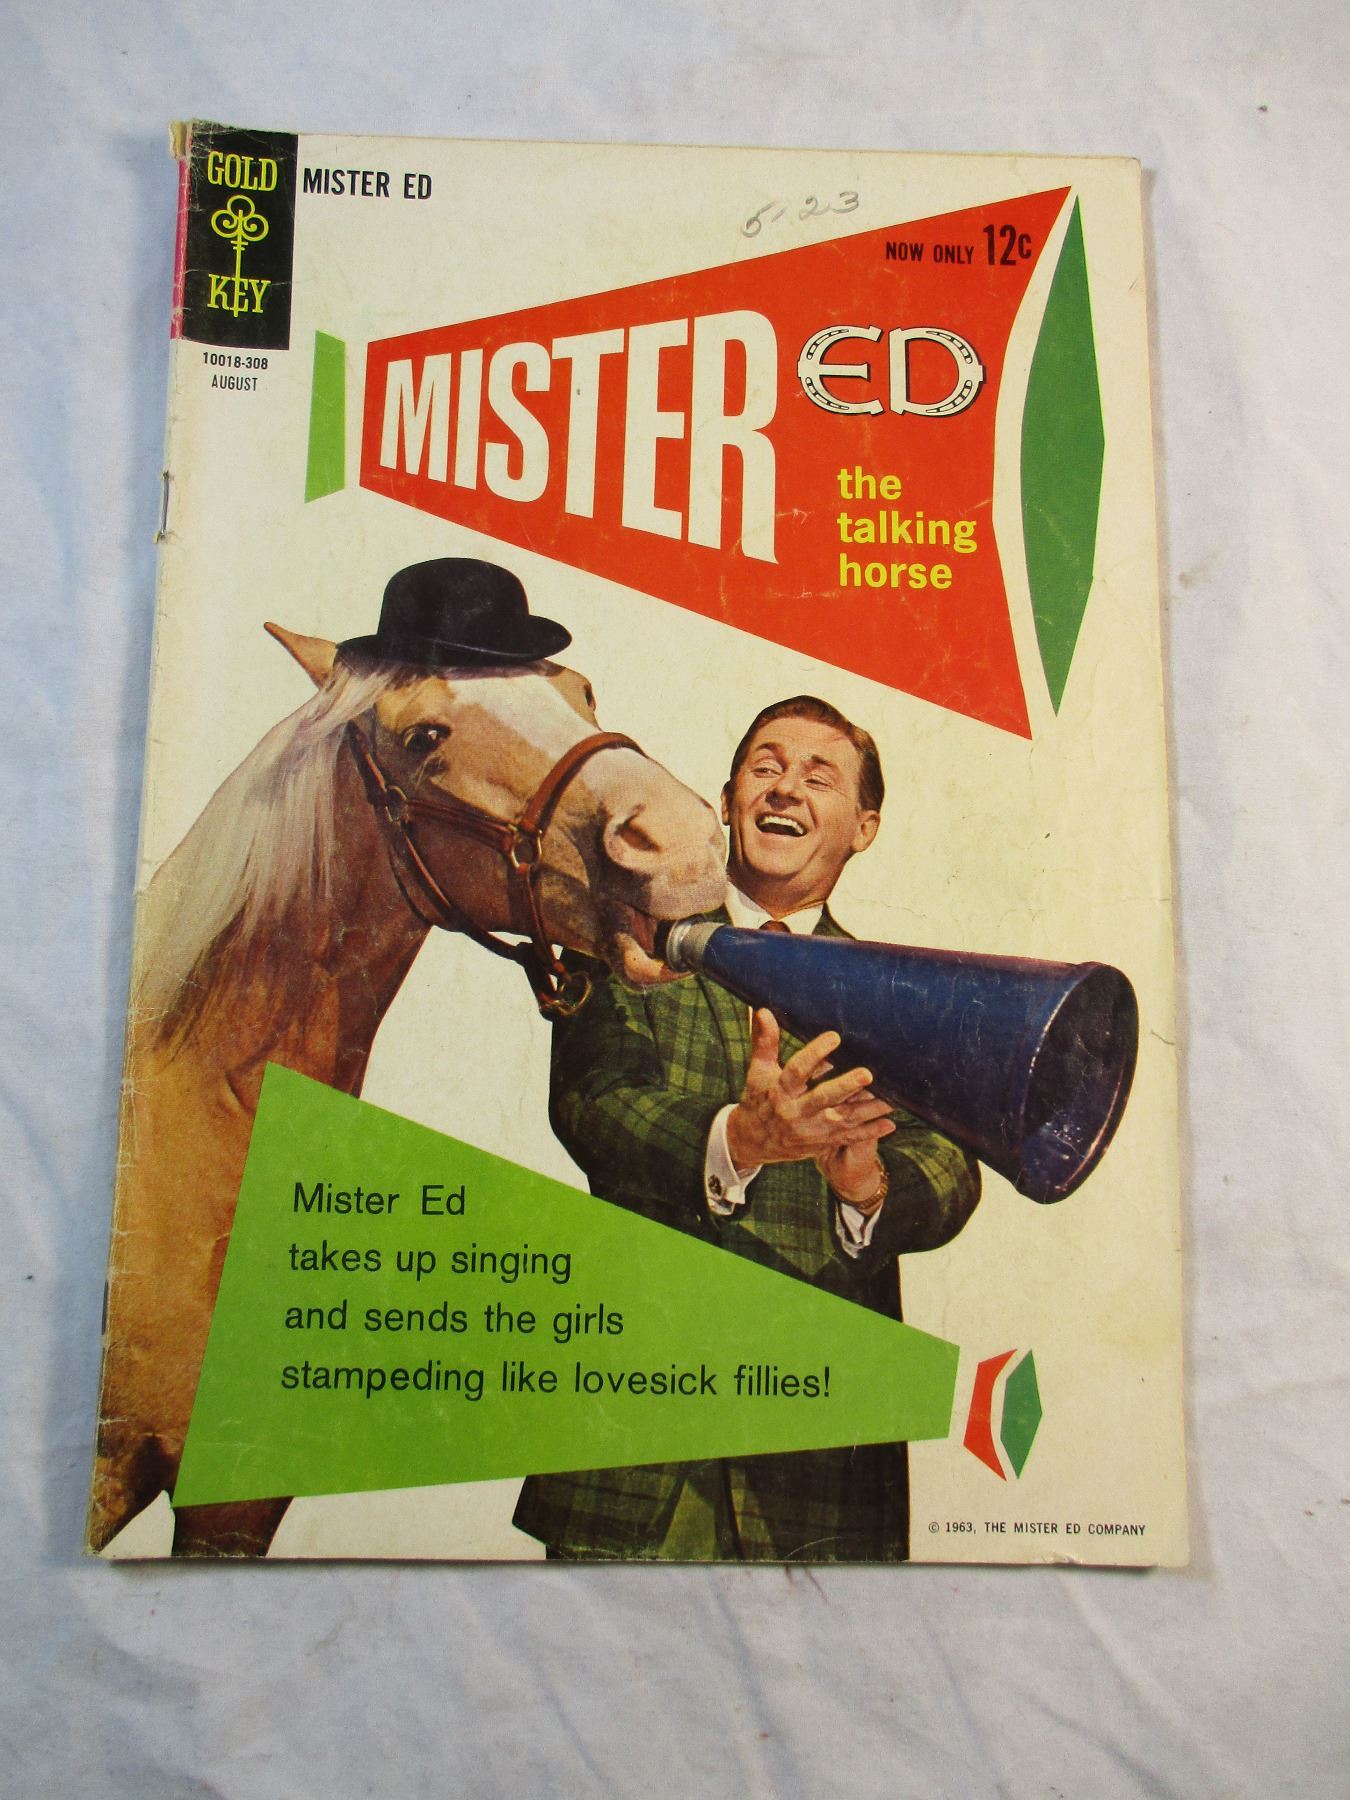 GOLD
KEY
MISTER ED
10018-308
AUGUST
5-23
NOW ONLY 12c
MISTER ED
the
talking
horse
Mister Ed
takes up singing
and sends the girls
stampeding like lovesick fillies!
© 1963, THE MISTER ED COMPANY